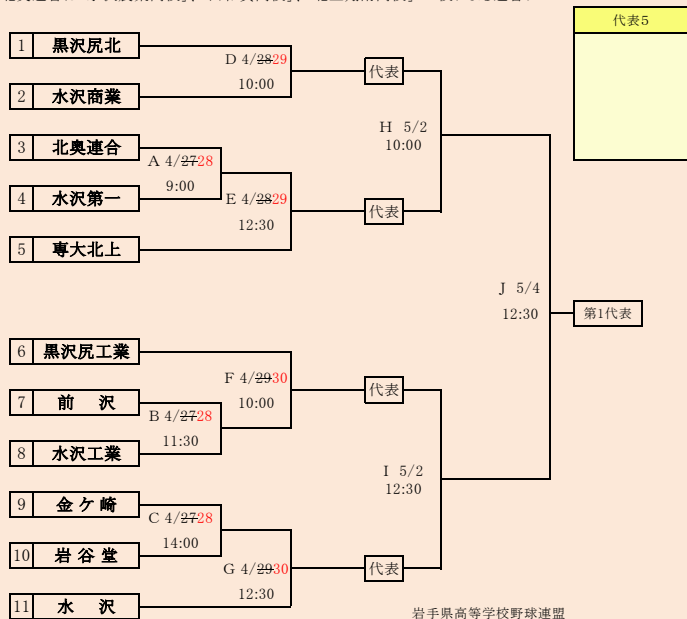 代表5
1 黒沢尻北
D 4/2829
10:00
代表
2 水沢商業
H 5/2
10:00
3 北奥連合
A 4/2728
9:00
4 水沢第一
E 4/2829
12:30
代表
5 専大北上
J 5/4
12:30
第1代表
6 黒沢尻工業
F 4/2930
10:00
代表
7 前 沢
B 4/2728
11:30
8 水沢工業
I 5/2
12:30
9 金ケ崎
C 4/2728
14:00
10 岩谷堂
G 4/2930
12:30
代表
11 水 沢
岩手県高等学校野球連盟